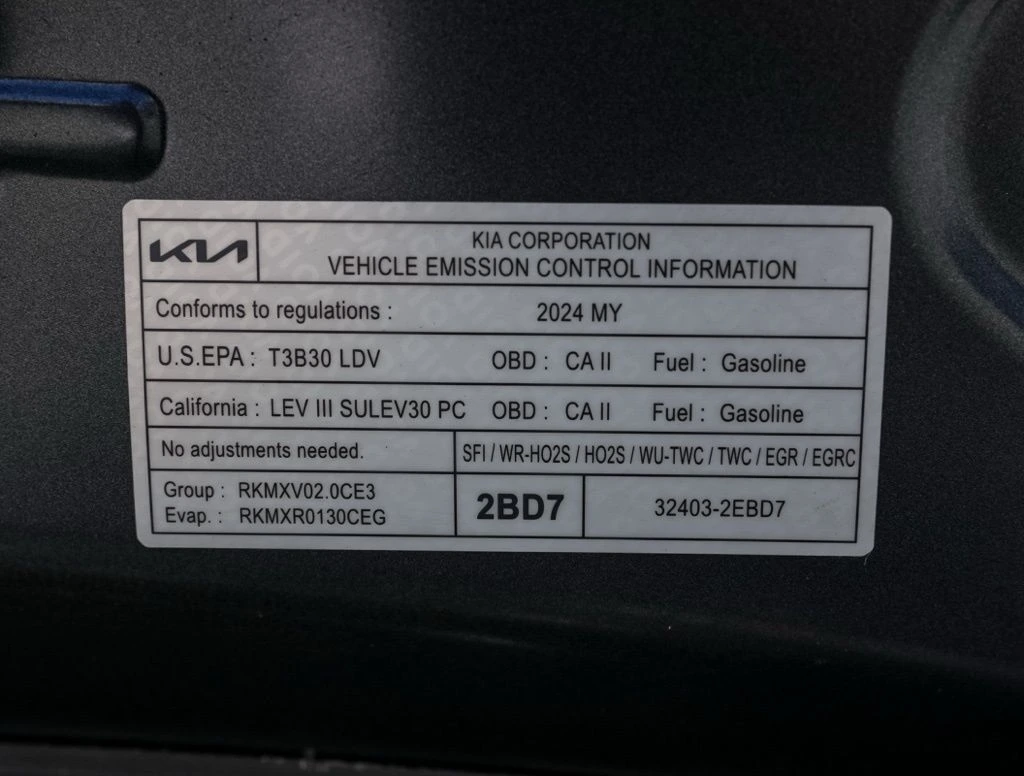 KIA
KIA CORPORATION
VEHICLE EMISSION CONTROL INFORMATION
Conforms to regulations : 2024 MY
U.S.EPA : T3B30 LDV OBD : CA II Fuel : Gasoline
California : LEV III SULEV30 PC OBD : CA II Fuel : Gasoline
No adjustments needed. SFI / WR-HO2S / HO2S / WU-TWC / TWC / EGR / EGRC
Group : RKMXV02.0CE3
Evap. : RKMXR0130CEG
2BD7 32403-2EBD7